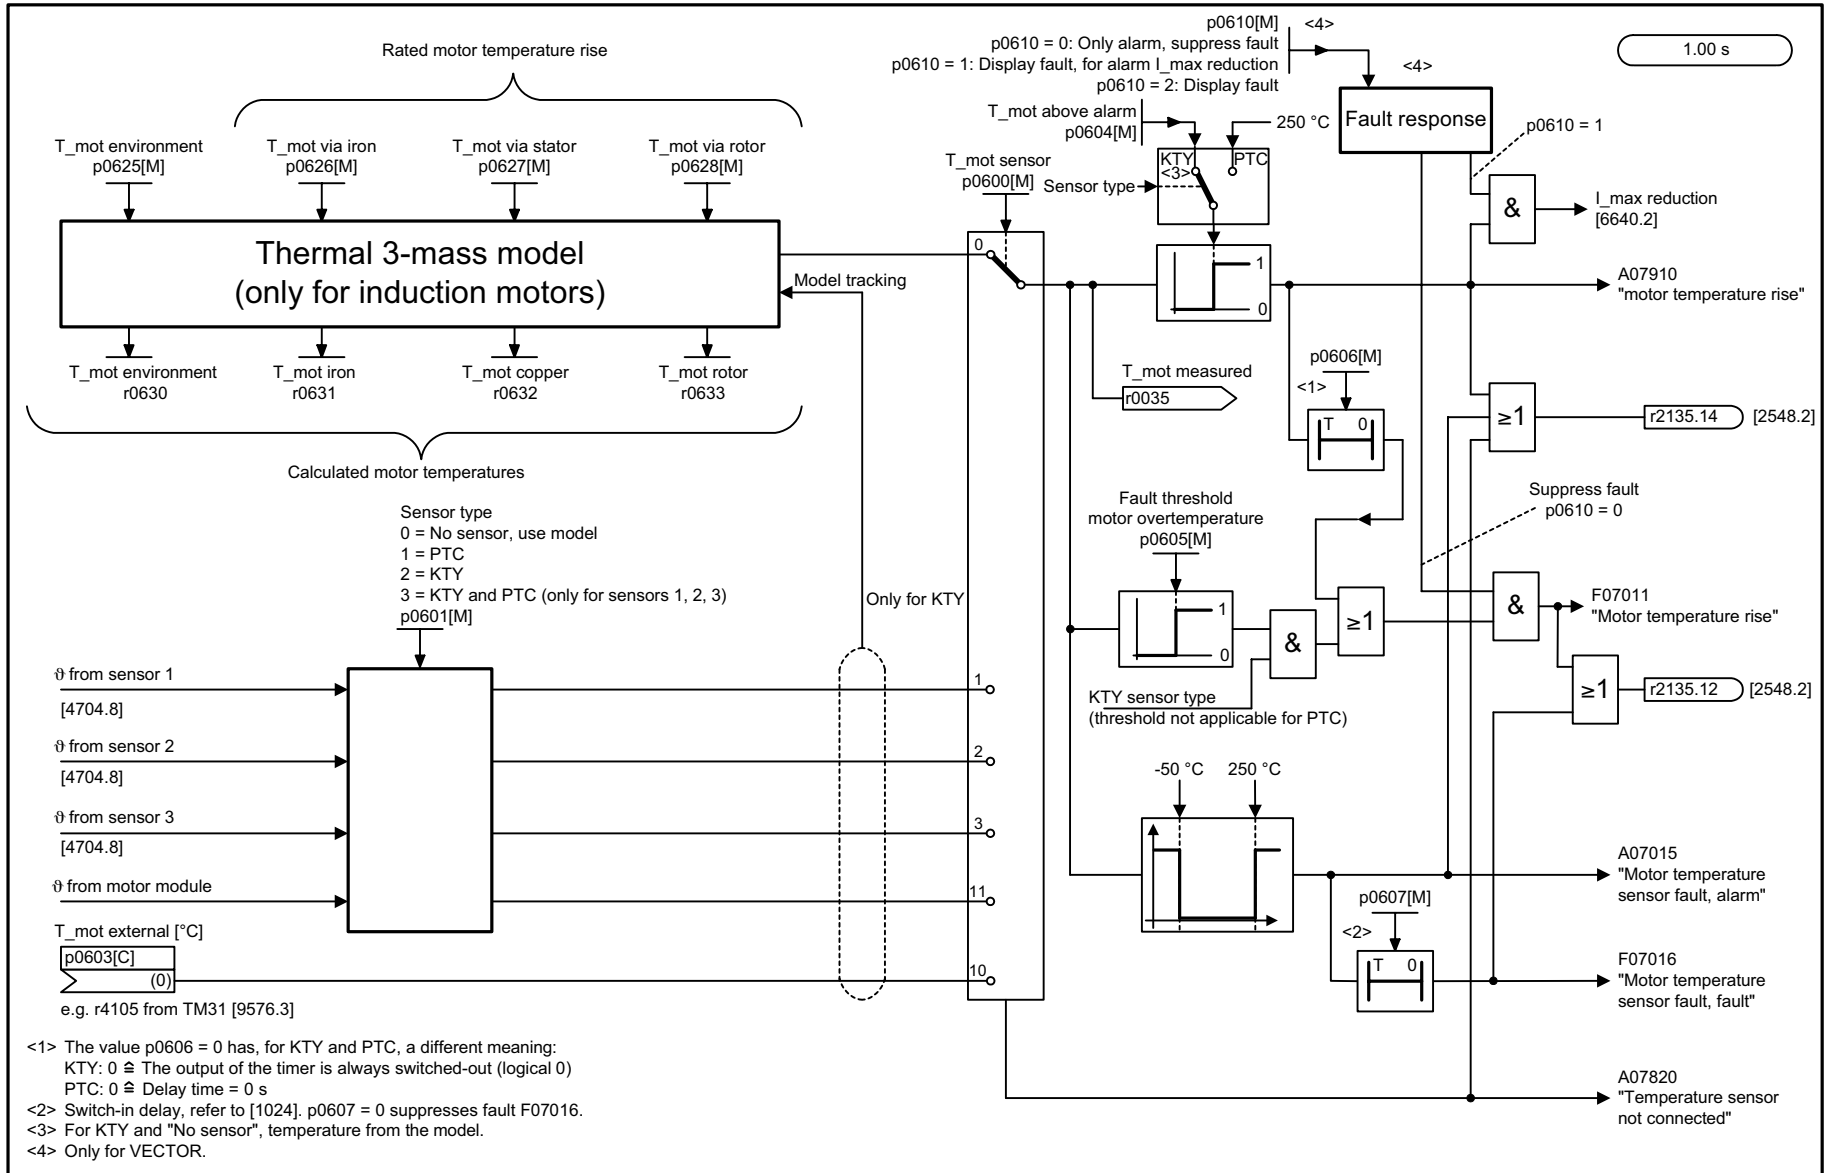 p0610[M]
<4>
p0610 = 0: Only alarm, suppress fault
p0610 = 1: Display fault, for alarm I_max reduction
p0610 = 2: Display fault
<4>
1.00 s
Rated motor temperature rise
T_mot above alarm
p0604[M]
250 °C
Fault response
p0610 = 1
T_mot environment
p0625[M]
T_mot via iron
p0626[M]
T_mot via stator
p0627[M]
T_mot via rotor
p0628[M]
T_mot sensor
p0600[M]
Sensor type
KTY
<3>
PTC
&
I_max reduction
[6640.2]
Thermal 3-mass model
(only for induction motors)
Model tracking
0
1
0
A07910
"motor temperature rise"
T_mot environment
r0630
T_mot iron
r0631
T_mot copper
r0632
T_mot rotor
r0633
T_mot measured
r0035
p0606[M]
<1>
T 0
≥1
r2135.14
[2548.2]
Calculated motor temperatures
Sensor type
0 = No sensor, use model
1 = PTC
2 = KTY
3 = KTY and PTC (only for sensors 1, 2, 3)
p0601[M]
Only for KTY
Fault threshold
motor overtemperature
p0605[M]
1
0
&
≥1
Suppress fault
p0610 = 0
&
F07011
"Motor temperature rise"
≥1
r2135.12
[2548.2]
KTY sensor type
(threshold not applicable for PTC)
ϑ from sensor 1
[4704.8]
1
ϑ from sensor 2
[4704.8]
2
ϑ from sensor 3
[4704.8]
3
ϑ from motor module
11
T_mot external [°C]
p0603[C]
(0)
10
e.g. r4105 from TM31 [9576.3]
-50 °C
250 °C
A07015
"Motor temperature
sensor fault, alarm"
p0607[M]
<2>
T 0
F07016
"Motor temperature
sensor fault, fault"
A07820
"Temperature sensor
not connected"
<1> The value p0606 = 0 has, for KTY and PTC, a different meaning:
KTY: 0 ≙ The output of the timer is always switched-out (logical 0)
PTC: 0 ≙ Delay time = 0 s
<2> Switch-in delay, refer to [1024]. p0607 = 0 suppresses fault F07016.
<3> For KTY and "No sensor", temperature from the model.
<4> Only for VECTOR.